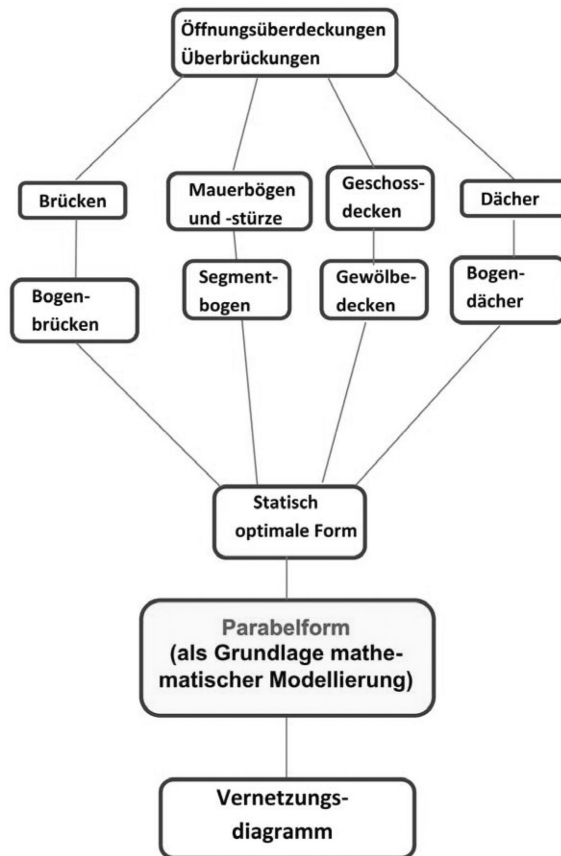 Öffnungsüberdeckungen
Überbrückungen
Brücken
Mauerbögen
und -stürze
Geschoss-
decken
Dächer
Bogen-
brücken
Segment-
bogen
Gewölbe-
decken
Bogen-
dächer
Statisch
optimale Form
Parabelform
(als Grundlage mathe-
matischer Modellierung)
Vernetzungs-
diagramm